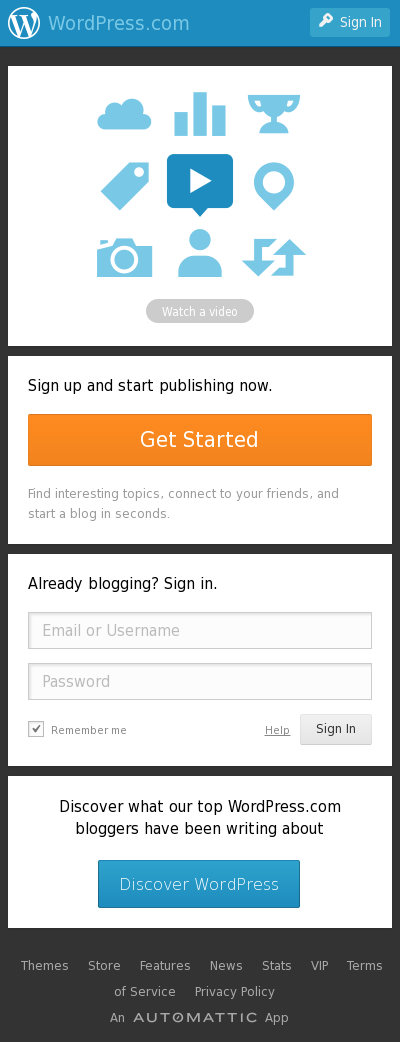 WordPress.com
Sign In
Watch a video
Sign up and start publishing now.
Get Started
Find interesting topics, connect to your friends, and
start a blog in seconds.
Already blogging? Sign in.
Email or Username
Password
Remember me
Help
Sign In
Discover what our top WordPress.com
bloggers have been writing about
Discover WordPress
Themes Store Features News Stats VIP Terms
of Service Privacy Policy
An AUTOMATTIC App